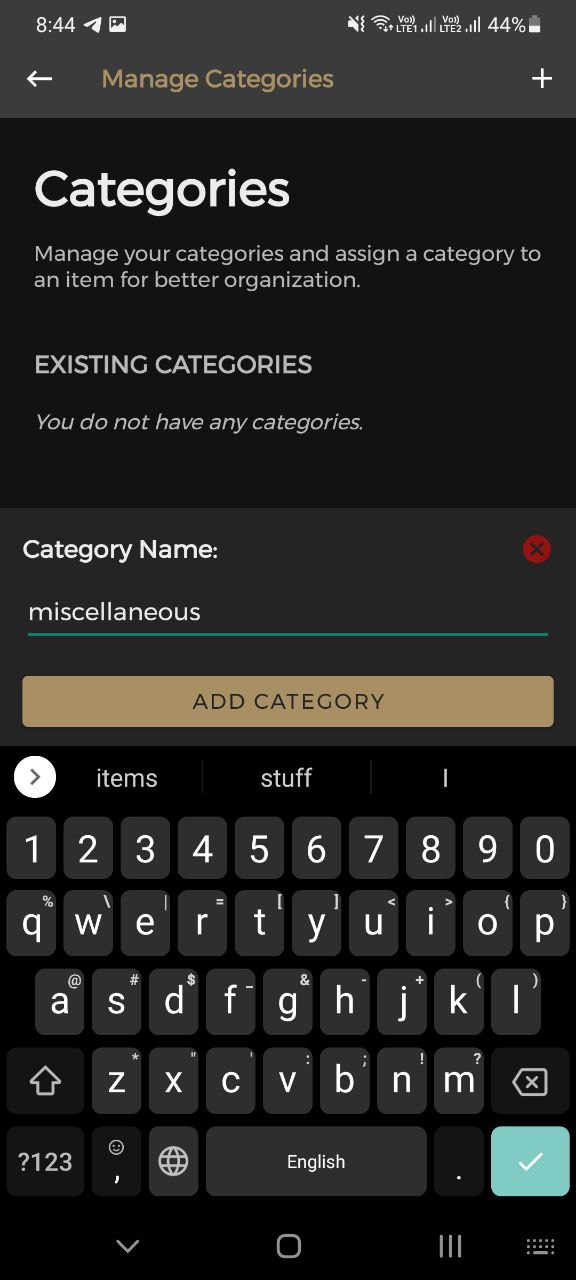 8:44 Vo)) LTE1 Vo)) LTE2 44%
Manage Categories
Categories
Manage your categories and assign a category to
an item for better organization.
EXISTING CATEGORIES
You do not have any categories.
Category Name:
miscellaneous
ADD CATEGORY
items stuff I
1 2 3 4 5 6 7 8 9 0
% \ | = [ ] < > { }
q w e r t y u i o p
@ # $ _ & - + ( )
a s d f g h j k l
* " ' : ; ! ?
z x c v b n m
?123 , English .